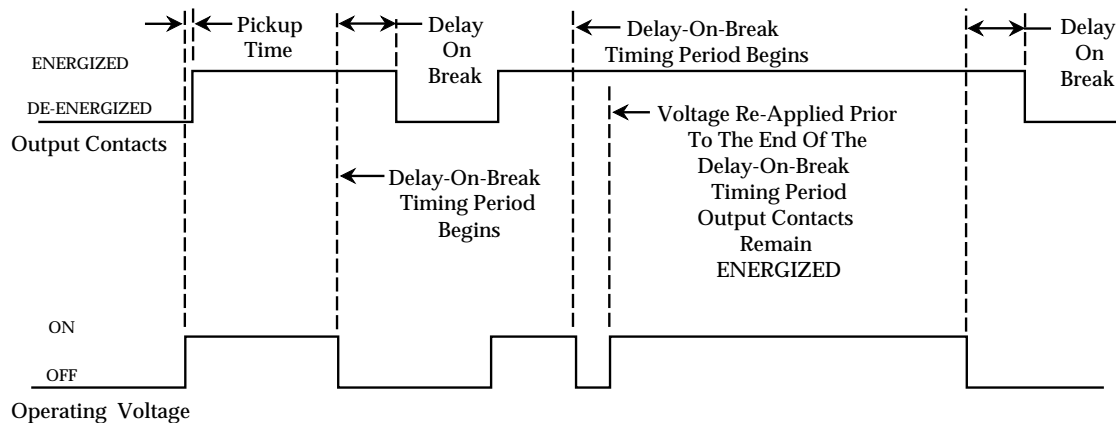 Pickup
Time
Delay
On
Break
Delay-On-Break
Timing Period Begins
Delay
On
Break
ENERGIZED
DE-ENERGIZED
Output Contacts
Voltage Re-Applied Prior
To The End Of The
Delay-On-Break
Timing Period
Output Contacts
Remain
ENERGIZED
Delay-On-Break
Timing Period
Begins
ON
OFF
Operating Voltage